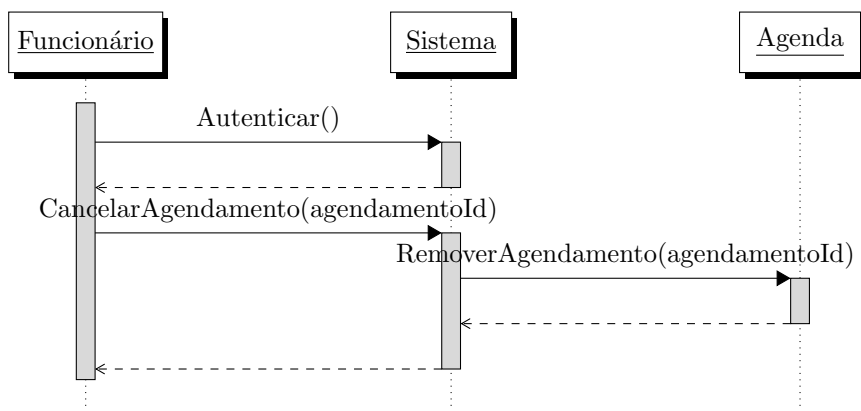 Funcionário
Sistema
Agenda
Autenticar()
CancelarAgendamento(agendamentoId)
RemoverAgendamento(agendamentoId)